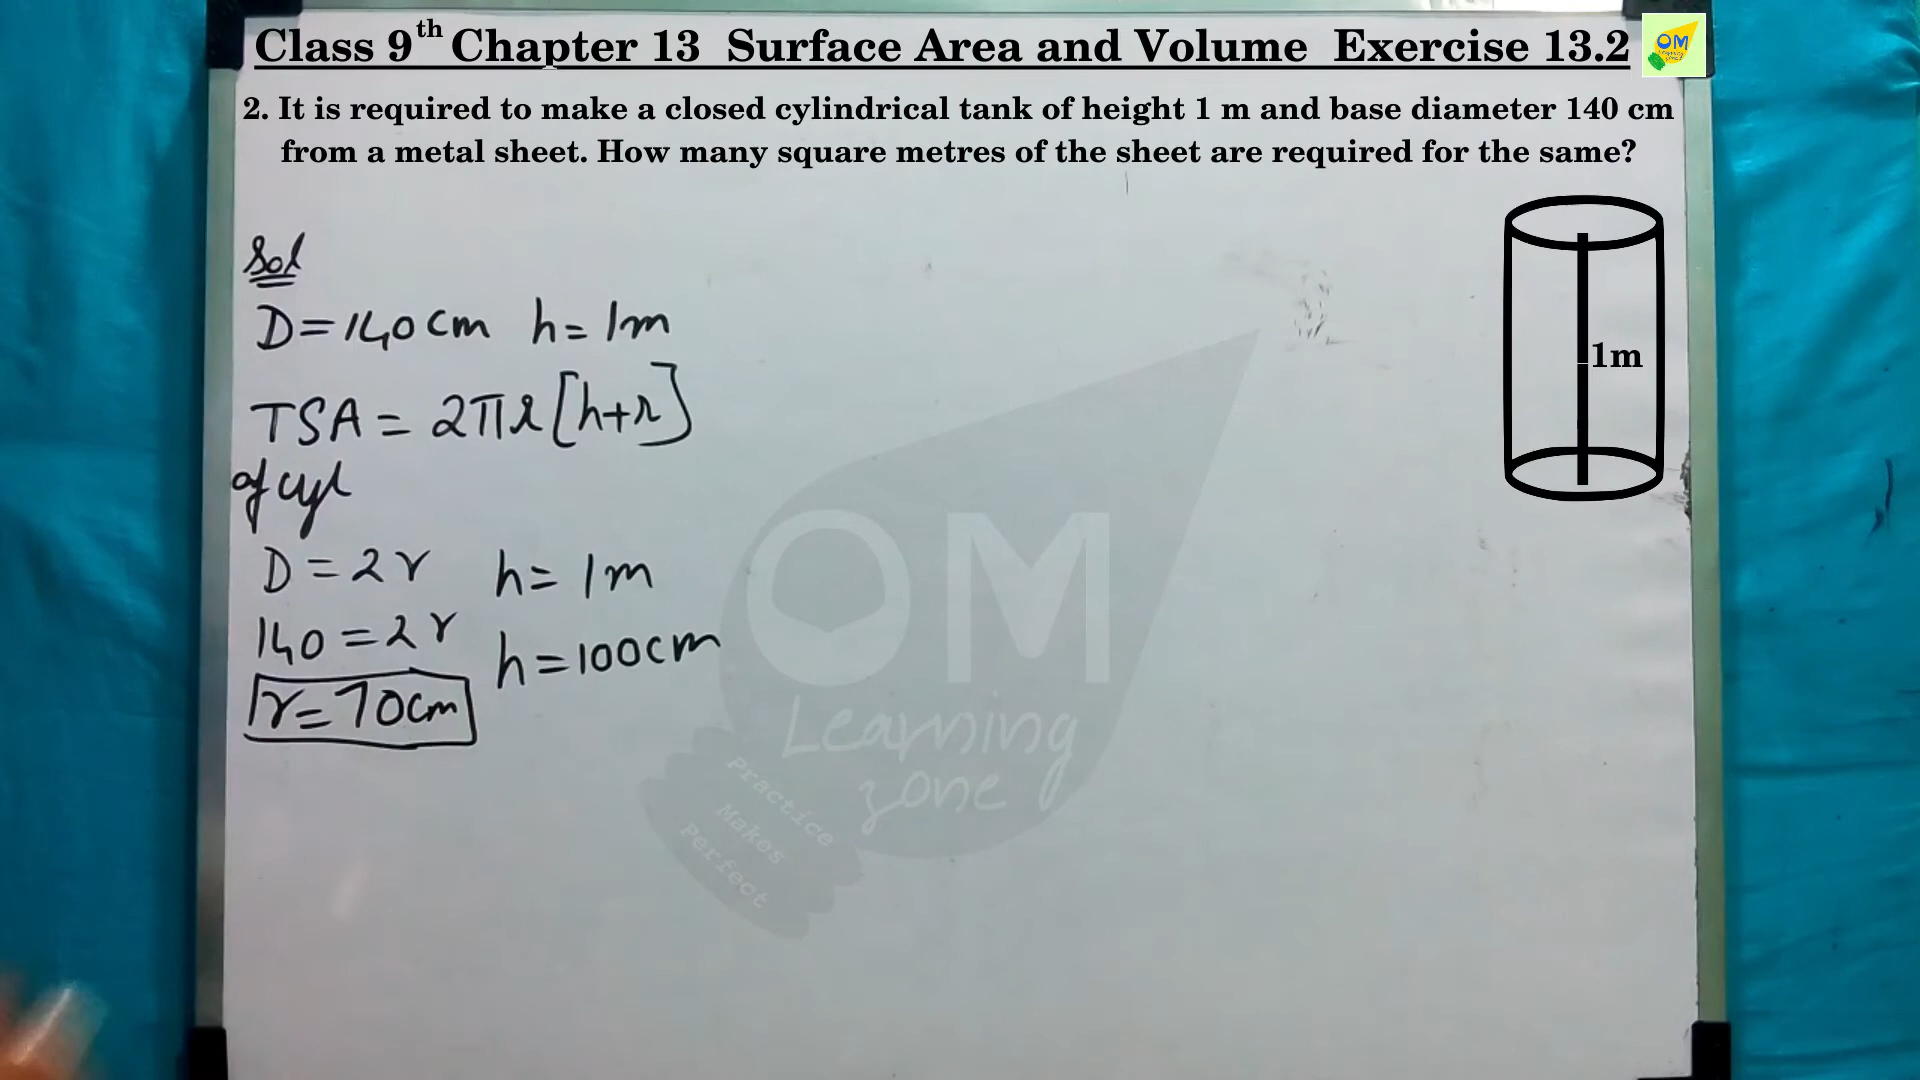 Class 9th Chapter 13 Surface Area and Volume Exercise 13.2
OM
Learning
zone
2. It is required to make a closed cylindrical tank of height 1 m and base diameter 140 cm
from a metal sheet. How many square metres of the sheet are required for the same?
Sol
D=140cm h=1m
TSA = 2πr[h+r]
of cyl
D=2r h=1m
140=2r h=100cm
r=70cm
1m
OM
Learning
zone
Practice
Makes
Perfect